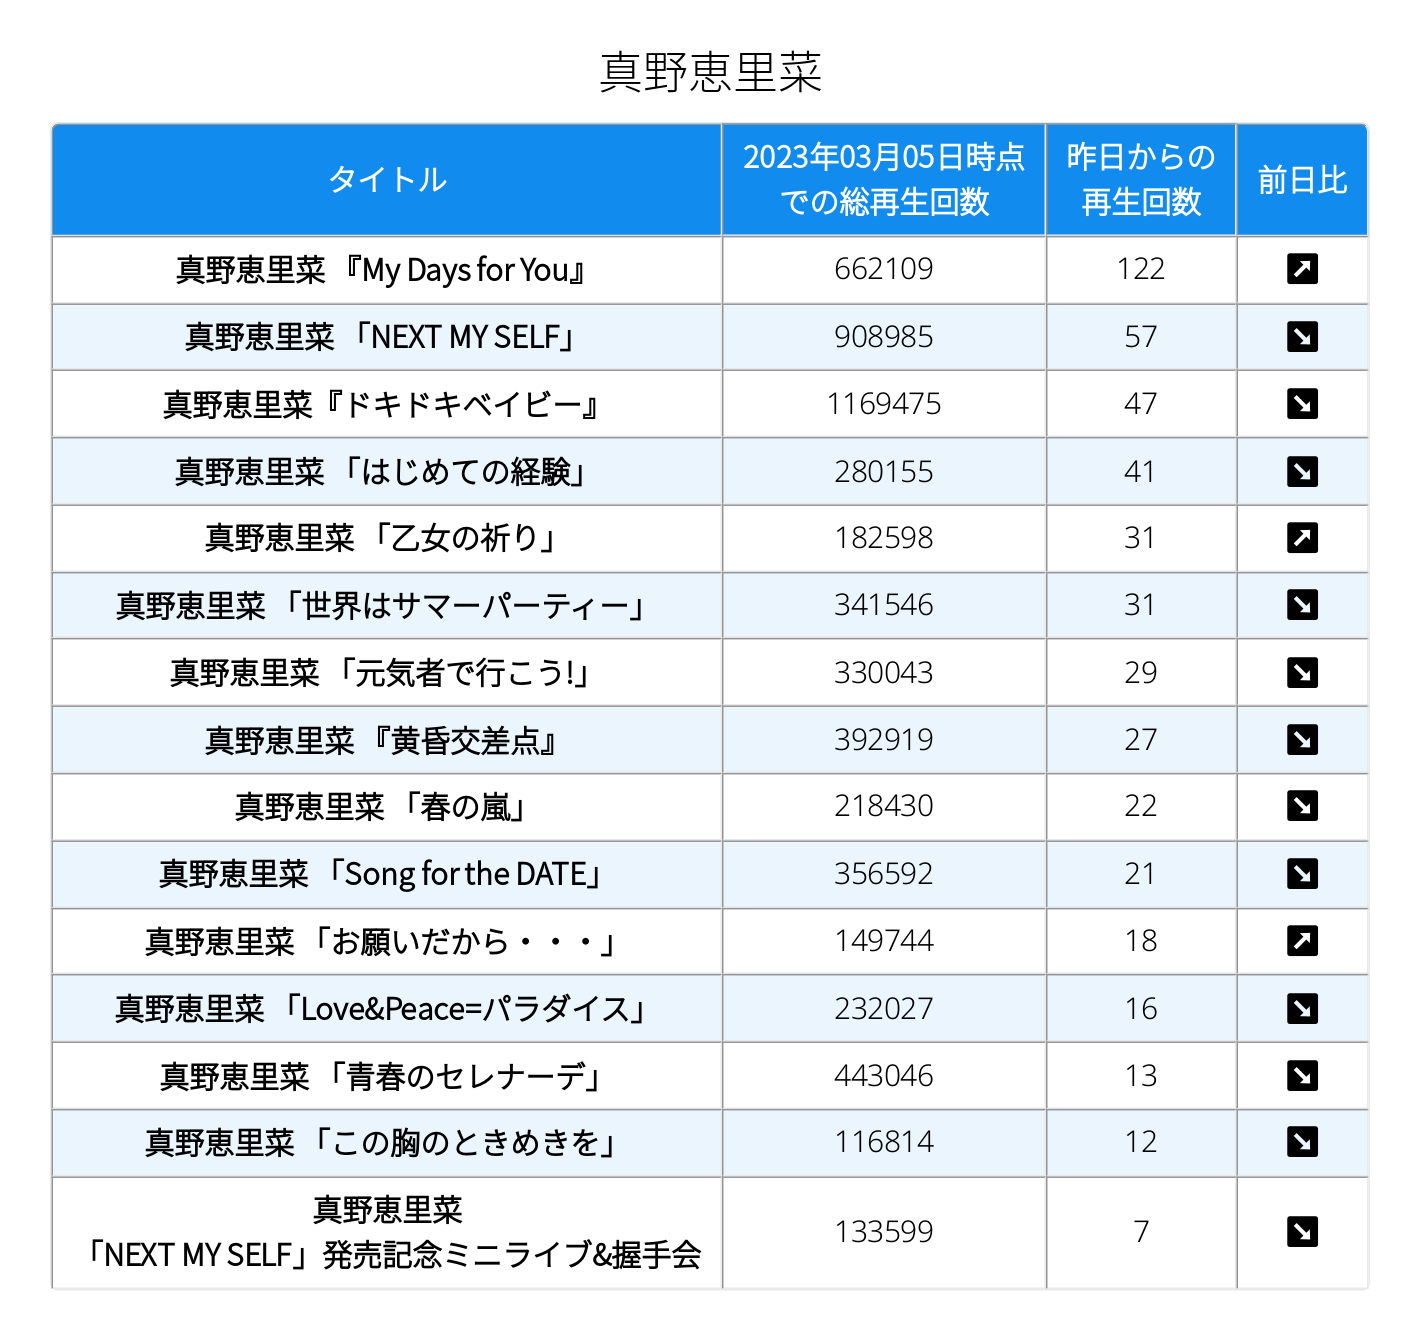 真野恵里菜
タイトル
2023年03月05日時点
での総再生回数
昨日からの
再生回数
前日比
真野恵里菜 『My Days for You』 662109 122
真野恵里菜 「NEXT MY SELF」 908985 57
真野恵里菜『ドキドキベイビー』 1169475 47
真野恵里菜 「はじめての経験」 280155 41
真野恵里菜 「乙女の祈り」 182598 31
真野恵里菜 「世界はサマーパーティー」 341546 31
真野恵里菜 「元気者で行こう!」 330043 29
真野恵里菜 『黄昏交差点』 392919 27
真野恵里菜 「春の嵐」 218430 22
真野恵里菜 「Song for the DATE」 356592 21
真野恵里菜 「お願いだから・・・」 149744 18
真野恵里菜 「Love&Peace=パラダイス」 232027 16
真野恵里菜 「青春のセレナーデ」 443046 13
真野恵里菜 「この胸のときめきを」 116814 12
真野恵里菜
「NEXT MY SELF」発売記念ミニライブ&握手会 133599 7